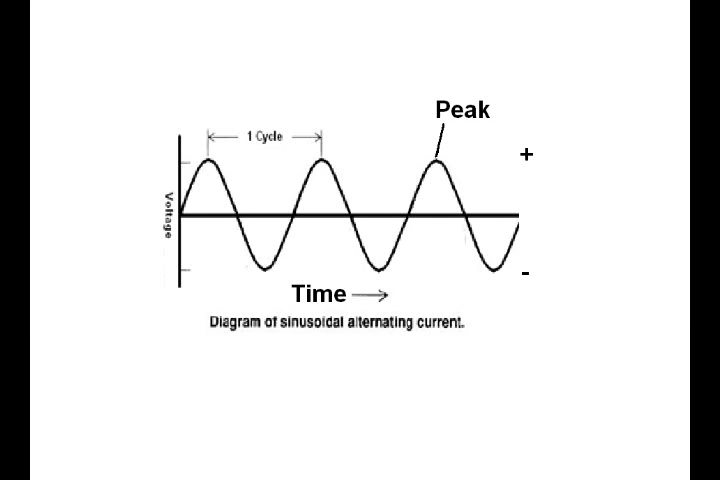 Peak
1 Cycle
+
Voltage
-
Time
Diagram of sinusoidal alternating current.